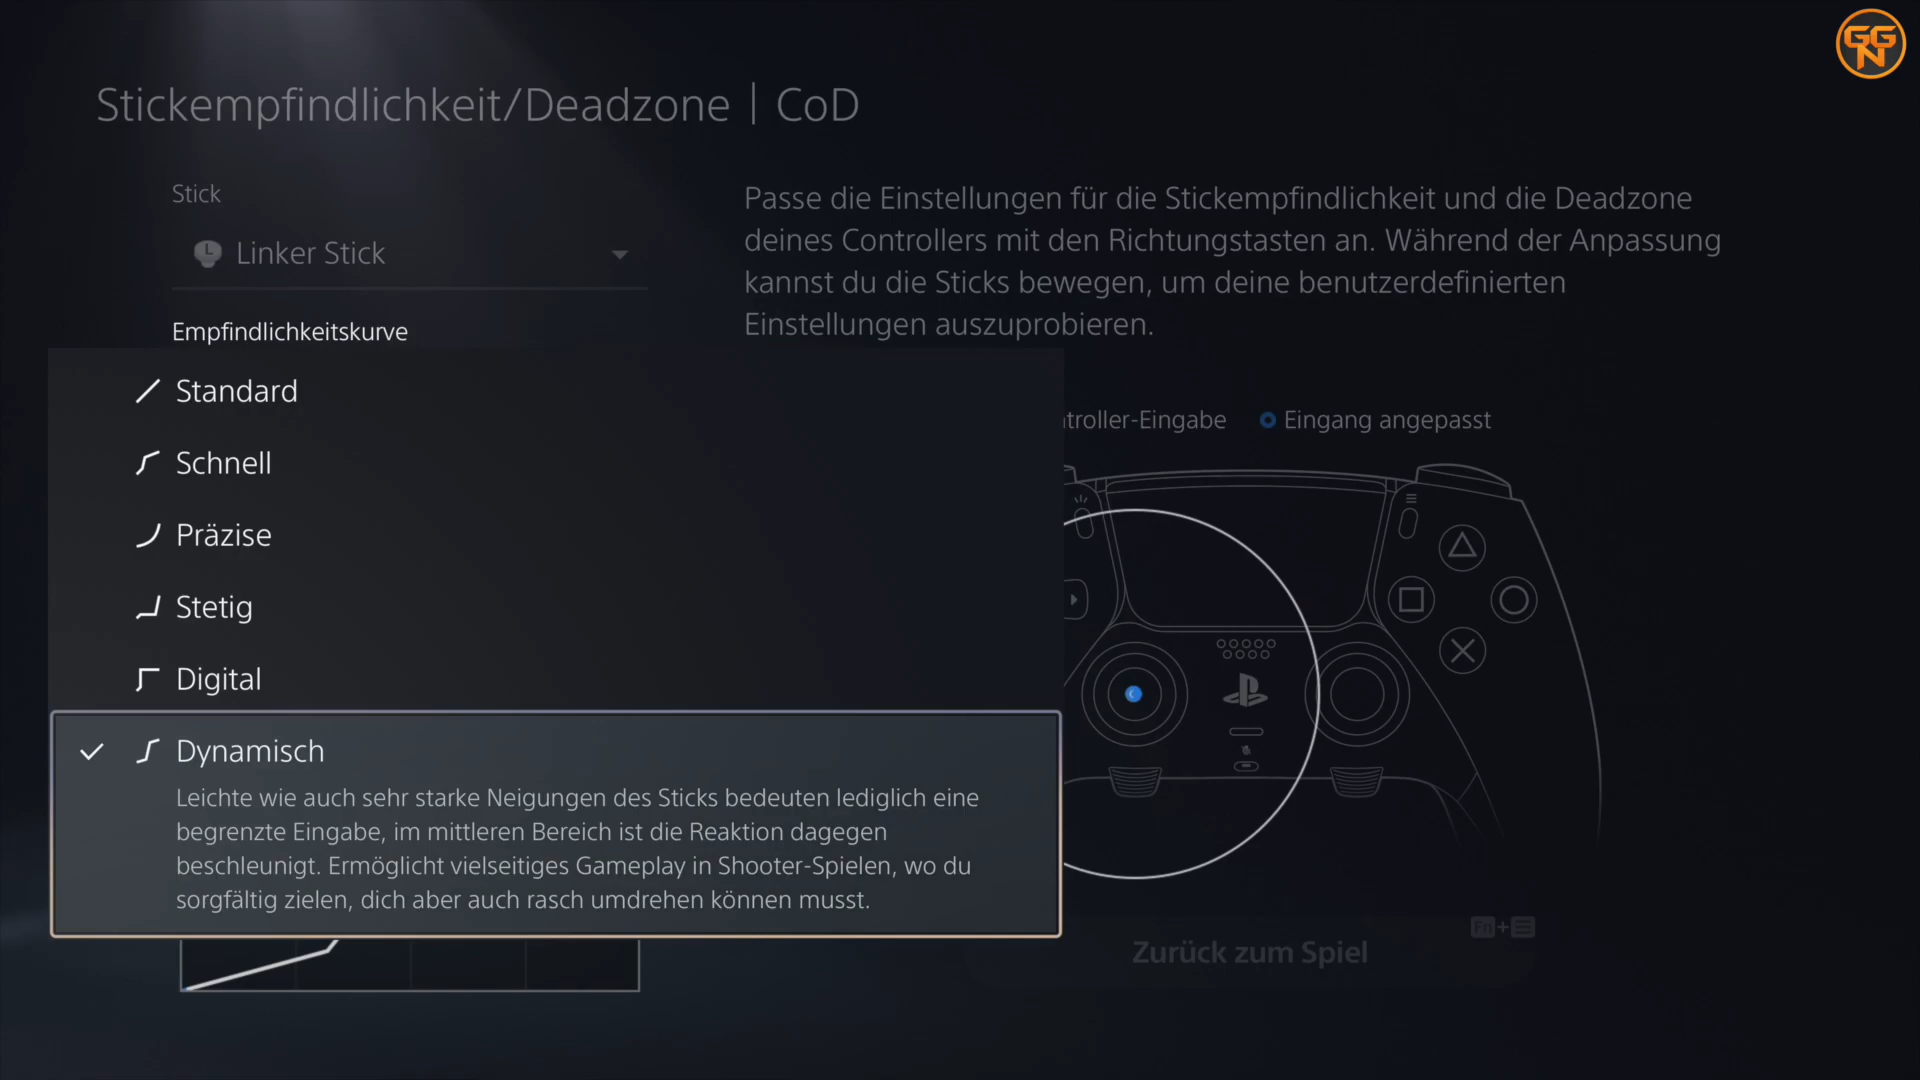 GGN
Stickempfindlichkeit/Deadzone | CoD
Stick
Linker Stick
Passe die Einstellungen für die Stickempfindlichkeit und die Deadzone
deines Controllers mit den Richtungstasten an. Während der Anpassung
kannst du die Sticks bewegen, um deine benutzerdefinierten
Einstellungen auszuprobieren.
Empfindlichkeitskurve
Standard
Schnell
Präzise
Stetig
Digital
Dynamisch
Leichte wie auch sehr starke Neigungen des Sticks bedeuten lediglich eine
begrenzte Eingabe, im mittleren Bereich ist die Reaktion dagegen
beschleunigt. Ermöglicht vielseitiges Gameplay in Shooter-Spielen, wo du
sorgfältig zielen, dich aber auch rasch umdrehen können musst.
troller-Eingabe
Eingang angepasst
Fn+
Zurück zum Spiel